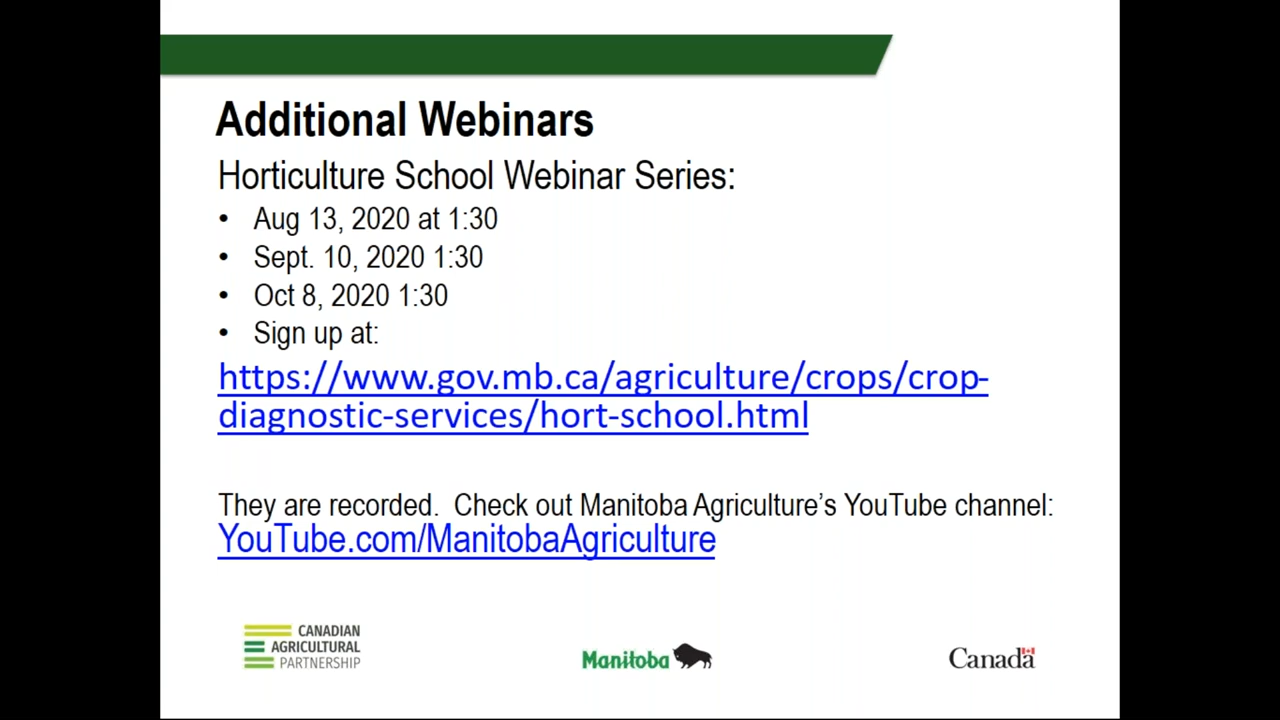 Additional Webinars
Horticulture School Webinar Series:
• Aug 13, 2020 at 1:30
• Sept. 10, 2020 1:30
• Oct 8, 2020 1:30
• Sign up at:
https://www.gov.mb.ca/agriculture/crops/crop-
diagnostic-services/hort-school.html
They are recorded.  Check out Manitoba Agriculture’s YouTube channel:
YouTube.com/ManitobaAgriculture
CANADIAN
AGRICULTURAL
PARTNERSHIP
Manitoba
Canada